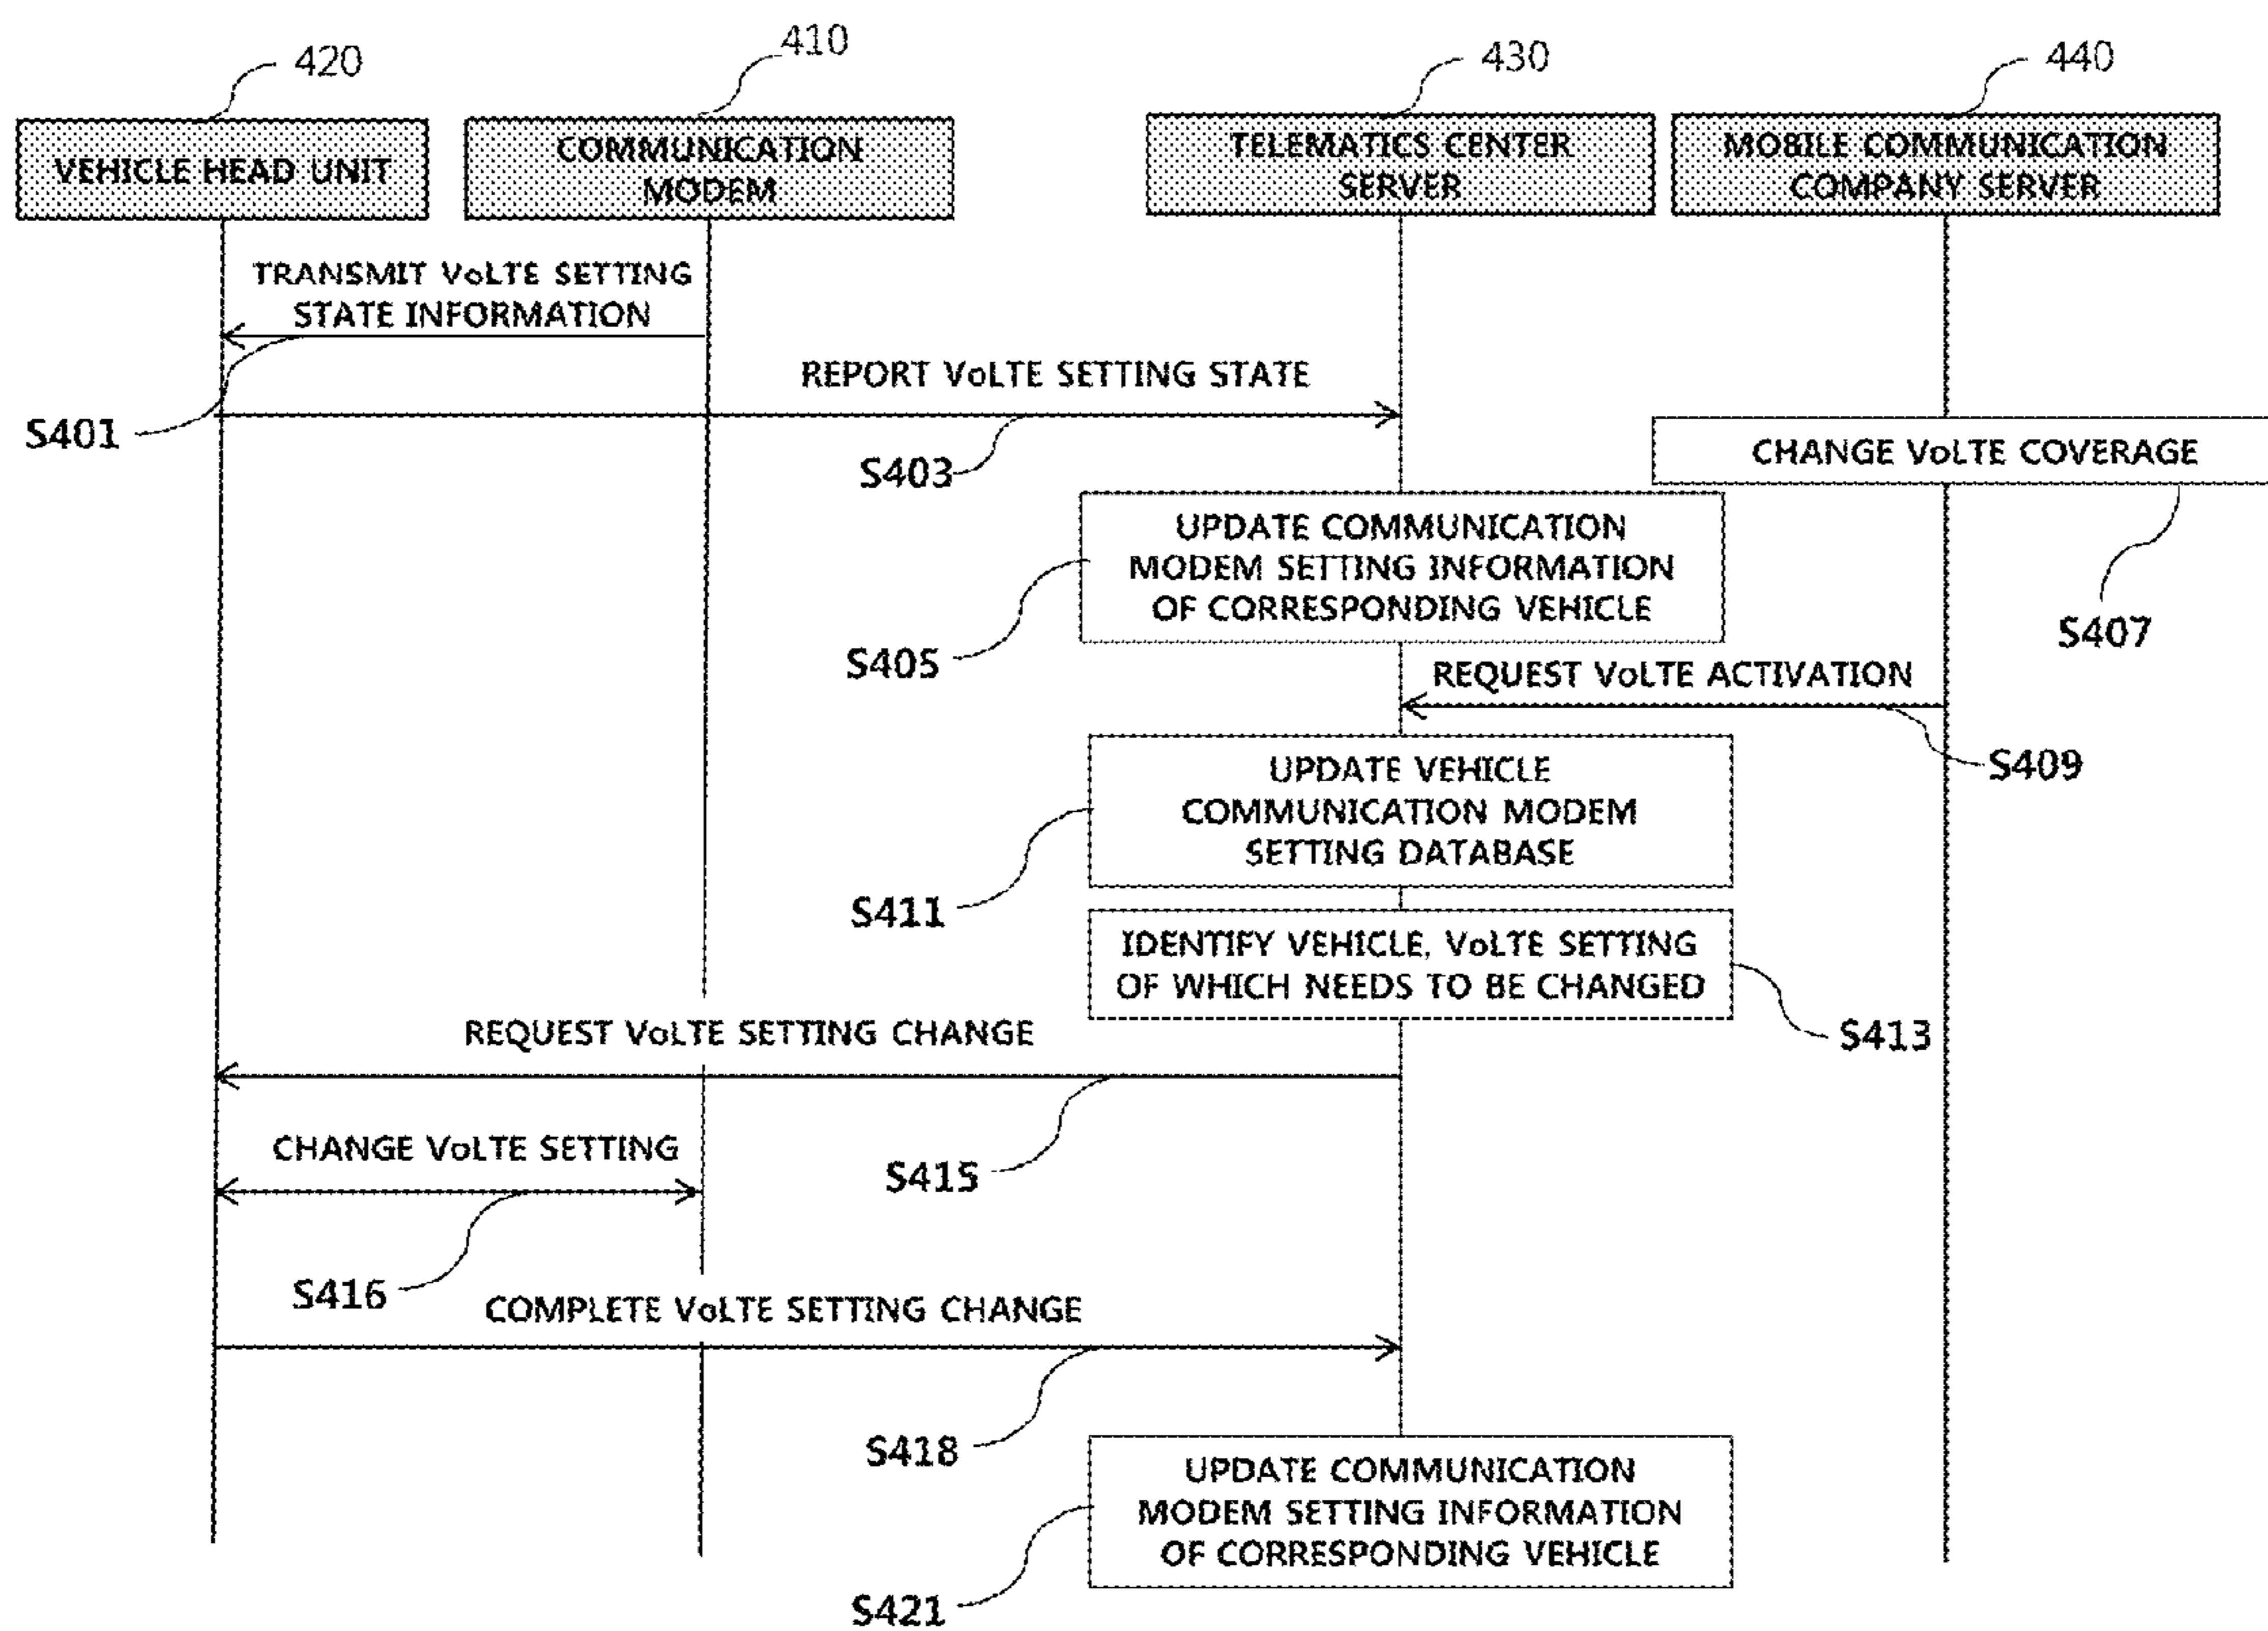 420
410
430
440
VEHICLE HEAD UNIT
COMMUNICATION
MODEM
TELEMATICS CENTER
SERVER
MOBILE COMMUNICATION
COMPANY SERVER
TRANSMIT VoLTE SETTING
STATE INFORMATION
S401
REPORT VoLTE SETTING STATE
S403
CHANGE VoLTE COVERAGE
S407
UPDATE COMMUNICATION
MODEM SETTING INFORMATION
OF CORRESPONDING VEHICLE
S405
REQUEST VoLTE ACTIVATION
S409
UPDATE VEHICLE
COMMUNICATION MODEM
SETTING DATABASE
S411
IDENTIFY VEHICLE, VoLTE SETTING
OF WHICH NEEDS TO BE CHANGED
S413
REQUEST VoLTE SETTING CHANGE
S415
CHANGE VoLTE SETTING
S416
COMPLETE VoLTE SETTING CHANGE
S418
UPDATE COMMUNICATION
MODEM SETTING INFORMATION
OF CORRESPONDING VEHICLE
S421